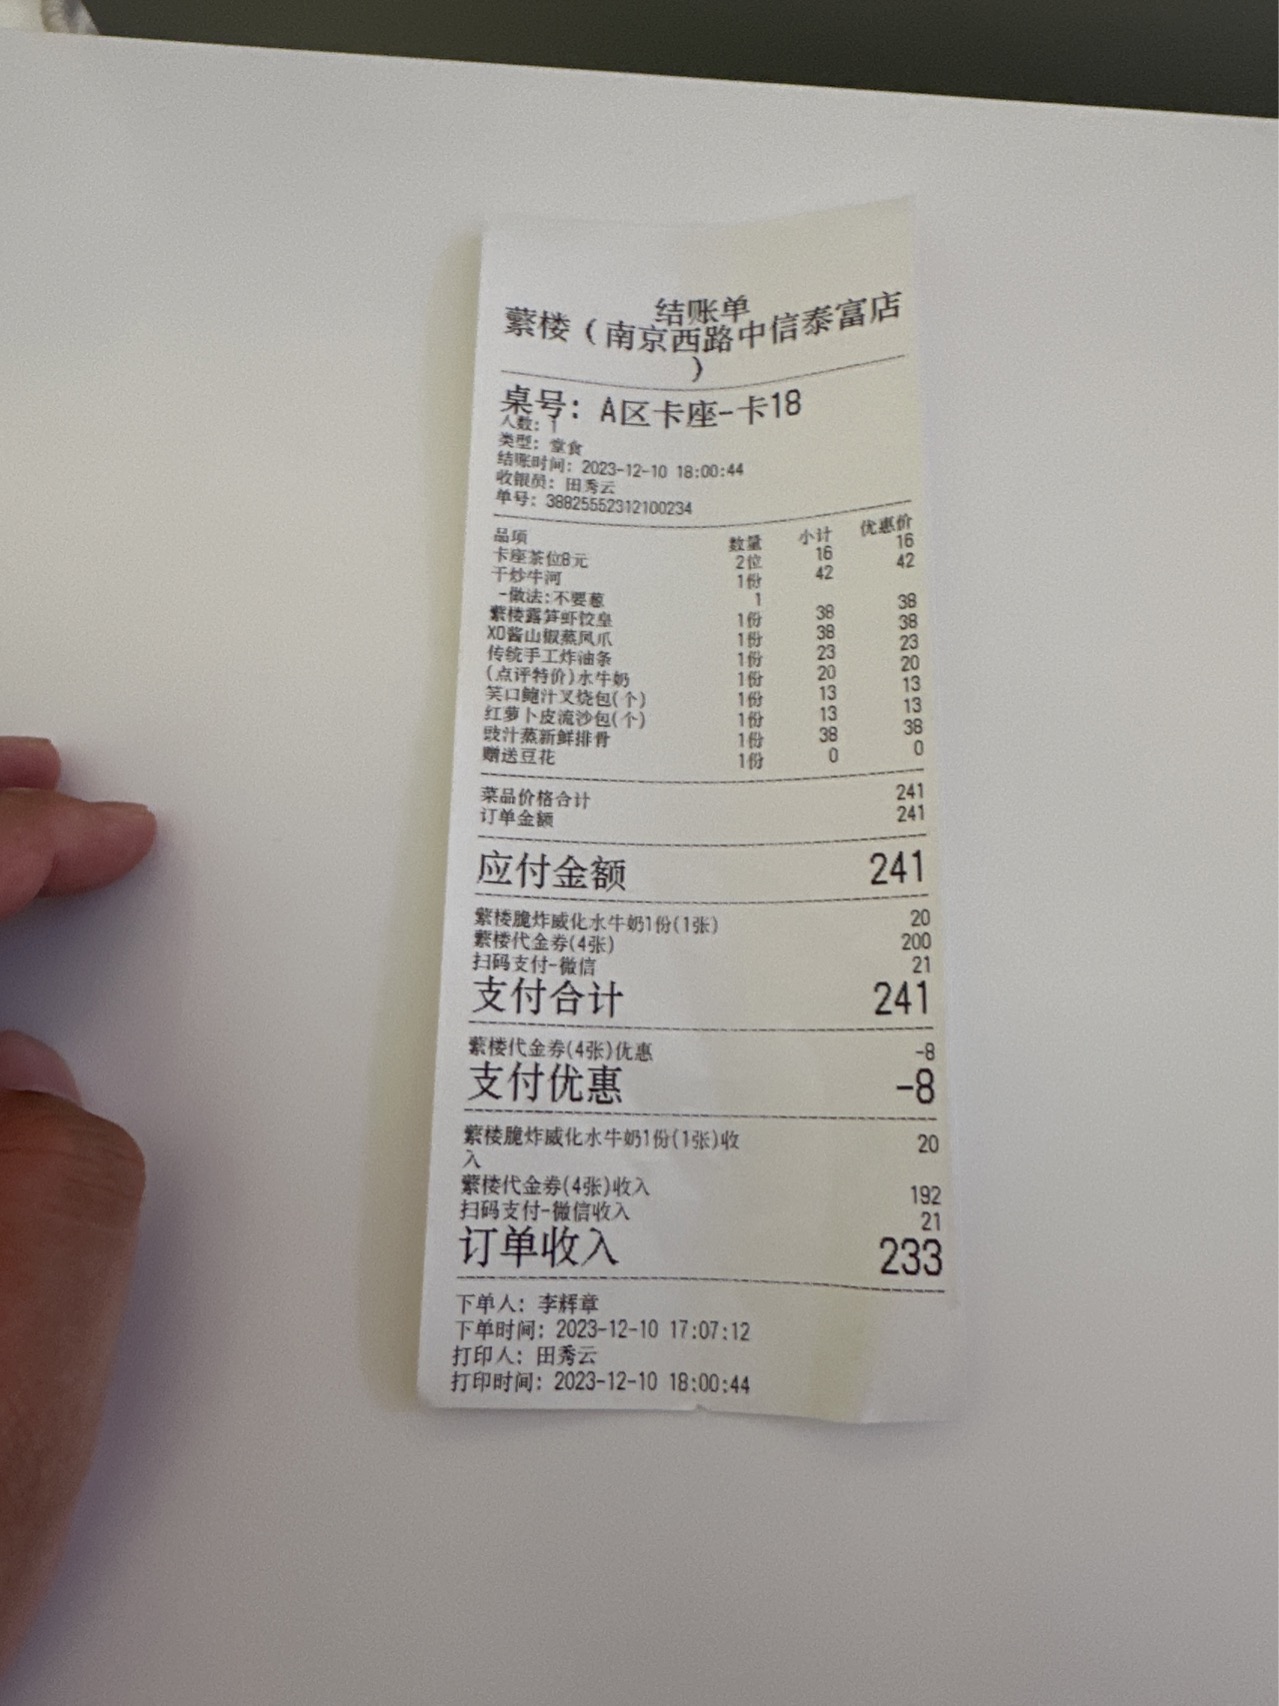 结账单
蘩楼（南京西路中信泰富店
）
桌号: A区卡座-卡18
人数: 1
类型: 堂食
结账时间: 2023-12-10 18:00:44
收银员: 田秀云
单号: 38825552312100234
品项 数量 小计 优惠价
卡座茶位8元 2位 16 16
干炒牛河 1份 42 42
-做法:不要葱 1
蘩楼露笋虾饺皇 1份 38 38
XO酱山椒蒸凤爪 1份 38 38
传统手工炸油条 1份 23 23
(点评特价)水牛奶 1份 20 20
笑口鲍汁叉烧包(个) 1份 13 13
红萝卜皮流沙包(个) 1份 13 13
豉汁蒸新鲜排骨 1份 38 38
赠送豆花 1份 0 0
菜品价格合计 241
订单金额 241
应付金额 241
蘩楼脆炸威化水牛奶1份(1张) 20
蘩楼代金券(4张) 200
扫码支付-微信 21
支付合计 241
蘩楼代金券(4张)优惠 -8
支付优惠 -8
蘩楼脆炸威化水牛奶1份(1张)收 20
入
蘩楼代金券(4张)收入 192
扫码支付-微信收入 21
订单收入 233
下单人: 李辉章
下单时间: 2023-12-10 17:07:12
打印人: 田秀云
打印时间: 2023-12-10 18:00:44